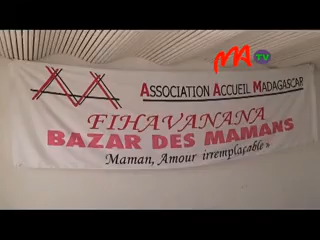 MA TV
ASSOCIATION ACCUEIL MADAGASCAR
FIHAVANANA
BAZAR DES MAMANS
Maman, Amour irremplaçable »